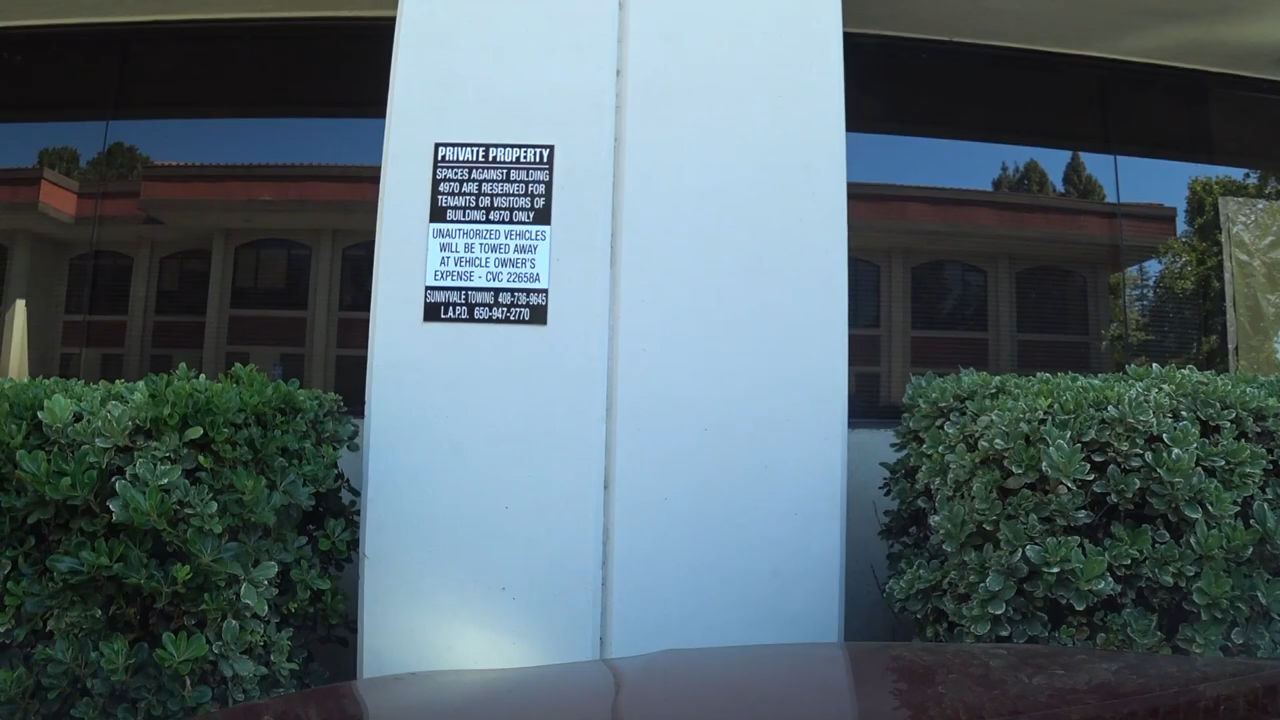 PRIVATE PROPERTY
SPACES AGAINST BUILDING
4970 ARE RESERVED FOR
TENANTS OR VISITORS OF
BUILDING 4970 ONLY
UNAUTHORIZED VEHICLES
WILL BE TOWED AWAY
AT VEHICLE OWNER'S
EXPENSE - CVC 22658A
SUNNYVALE TOWING 408-736-9645
L.A.P.D. 650-947-2770